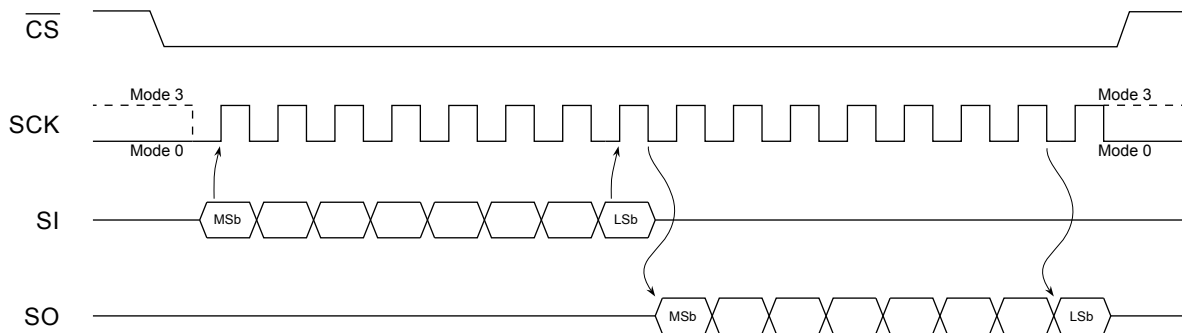 CS
Mode 3
Mode 3
SCK
Mode 0
Mode 0
SI
MSb
LSb
SO
MSb
LSb